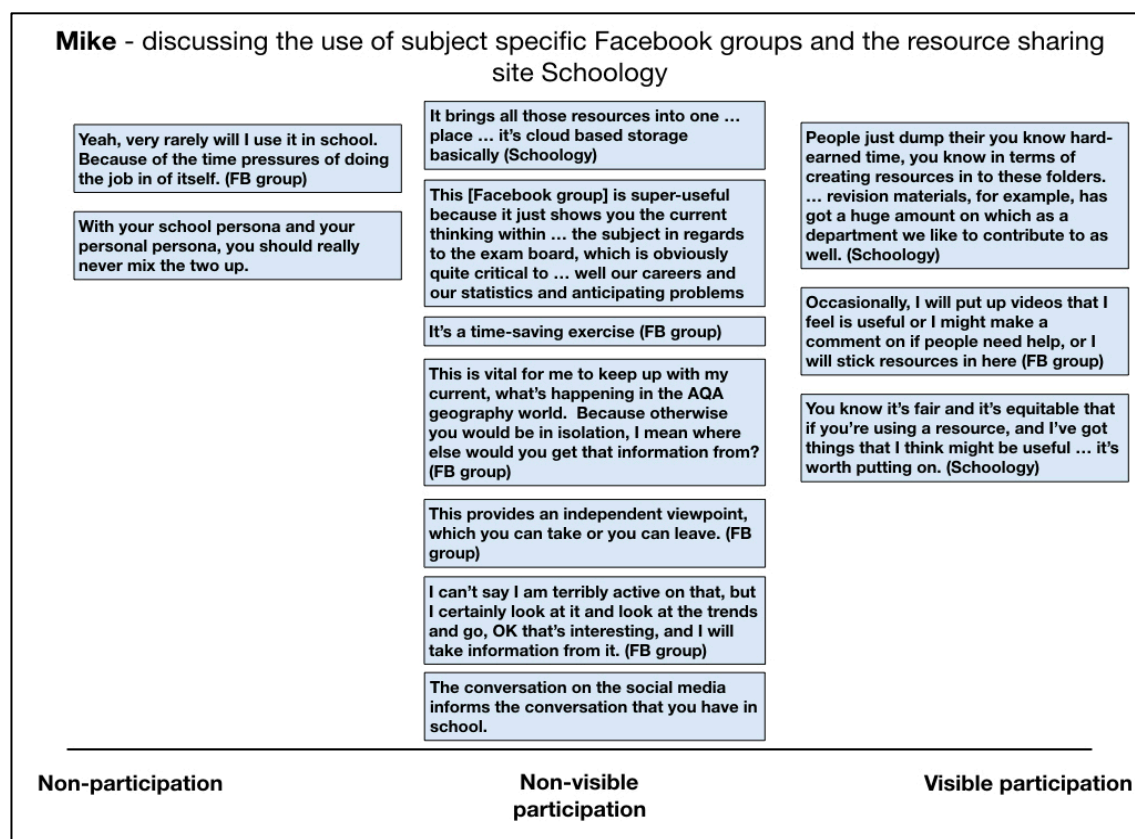 Mike - discussing the use of subject specific Facebook groups and the resource sharing
site Schoology
Yeah, very rarely will I use it in school.
Because of the time pressures of doing
the job in of itself. (FB group)
With your school persona and your
personal persona, you should really
never mix the two up.
It brings all those resources into one …
place … it’s cloud based storage
basically (Schoology)
This [Facebook group] is super-useful
because it just shows you the current
thinking within … the subject in regards
to the exam board, which is obviously
quite critical to … well our careers and
our statistics and anticipating problems
It’s a time-saving exercise (FB group)
This is vital for me to keep up with my
current, what’s happening in the AQA
geography world. Because otherwise
you would be in isolation, I mean where
else would you get that information from?
(FB group)
This provides an independent viewpoint,
which you can take or you can leave. (FB
group)
I can’t say I am terribly active on that, but
I certainly look at it and look at the trends
and go, OK that’s interesting, and I will
take information from it. (FB group)
The conversation on the social media
informs the conversation that you have in
school.
People just dump their you know hard-
earned time, you know in terms of
creating resources in to these folders.
… revision materials, for example, has
got a huge amount on which as a
department we like to contribute to as
well. (Schoology)
Occasionally, I will put up videos that I
feel is useful or I might make a
comment on if people need help, or I
will stick resources in here (FB group)
You know it’s fair and it’s equitable that
if you’re using a resource, and I’ve got
things that I think might be useful … it’s
worth putting on. (Schoology)
Non-participation
Non-visible
participation
Visible participation